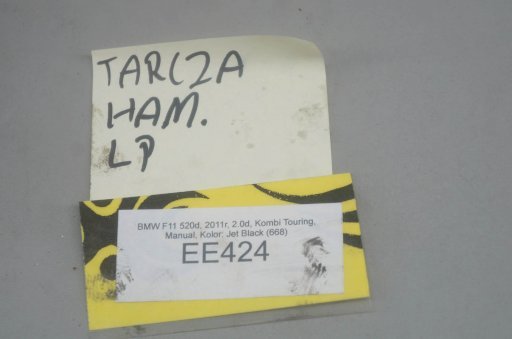 TARCZA
HAM.
LP
BMW F11 520d, 2011r, 2.0d, Kombi Touring,
Manual, Kolor: Jet Black (668)
EE424